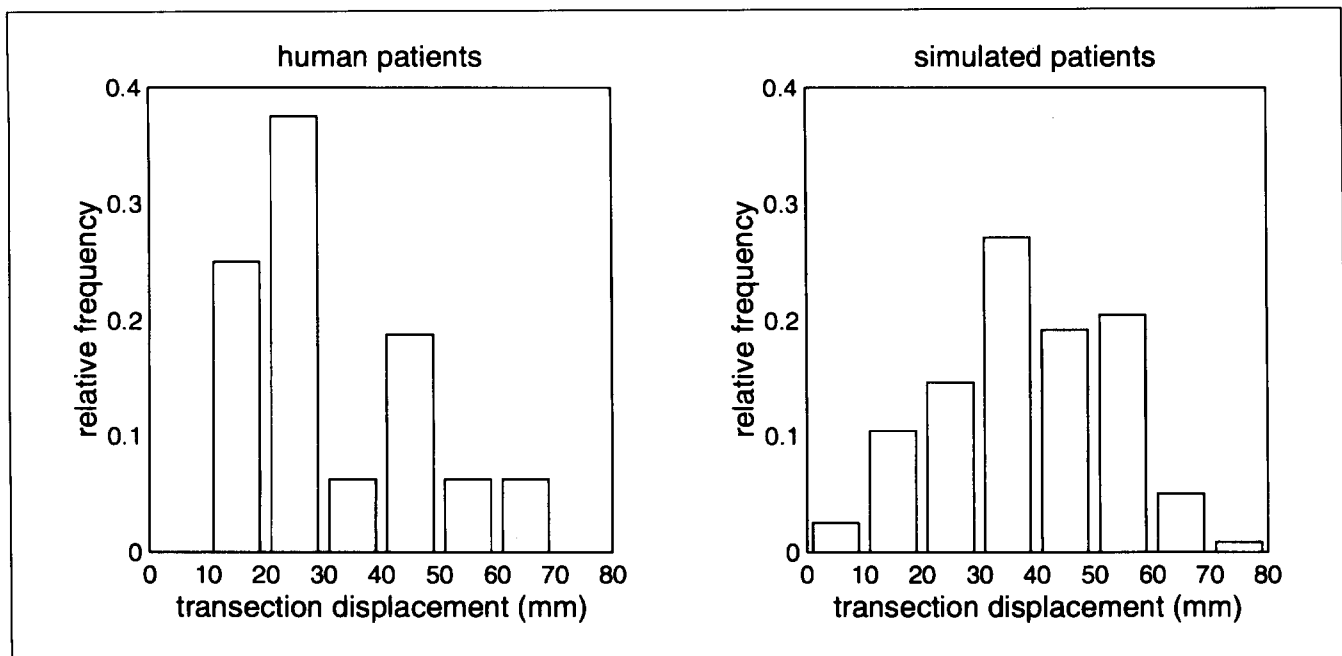 human patients
0.4
0.3
0.2
0.1
0
relative frequency
0 10 20 30 40 50 60 70 80
transection displacement (mm)
simulated patients
0.4
0.3
0.2
0.1
0
relative frequency
0 10 20 30 40 50 60 70 80
transection displacement (mm)